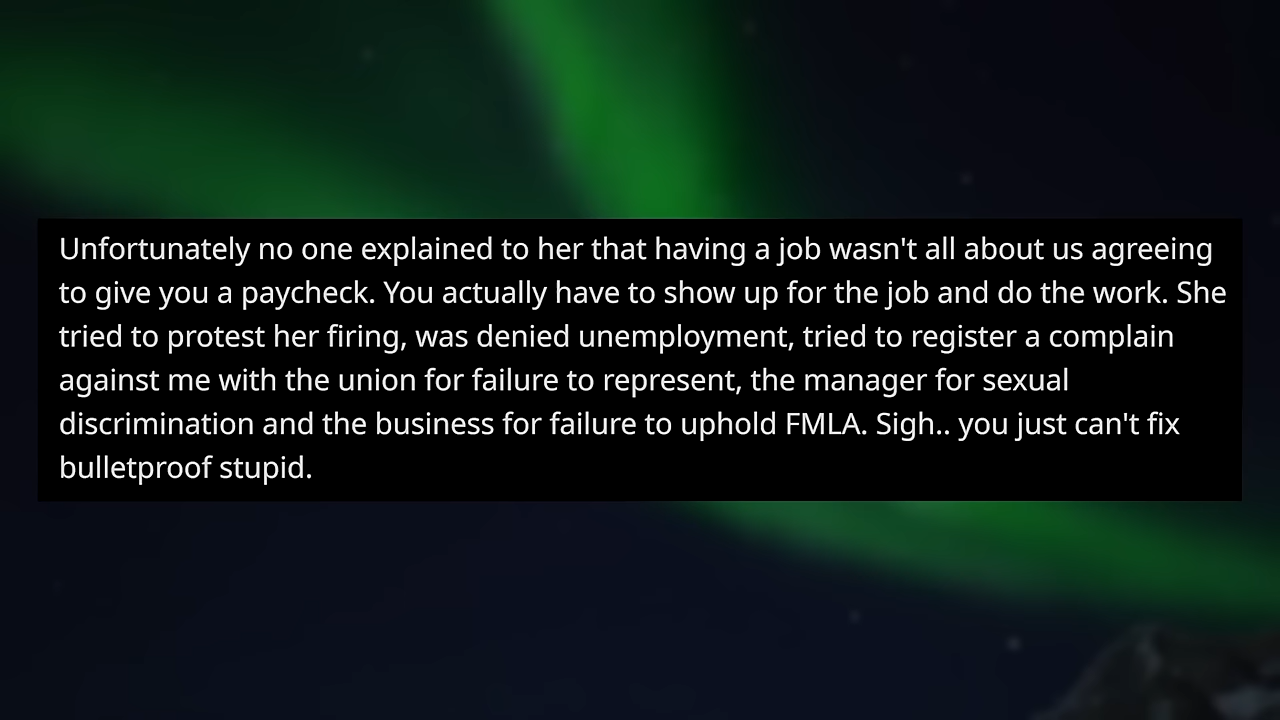 Unfortunately no one explained to her that having a job wasn't all about us agreeing
to give you a paycheck. You actually have to show up for the job and do the work. She
tried to protest her firing, was denied unemployment, tried to register a complain
against me with the union for failure to represent, the manager for sexual
discrimination and the business for failure to uphold FMLA. Sigh.. you just can't fix
bulletproof stupid.